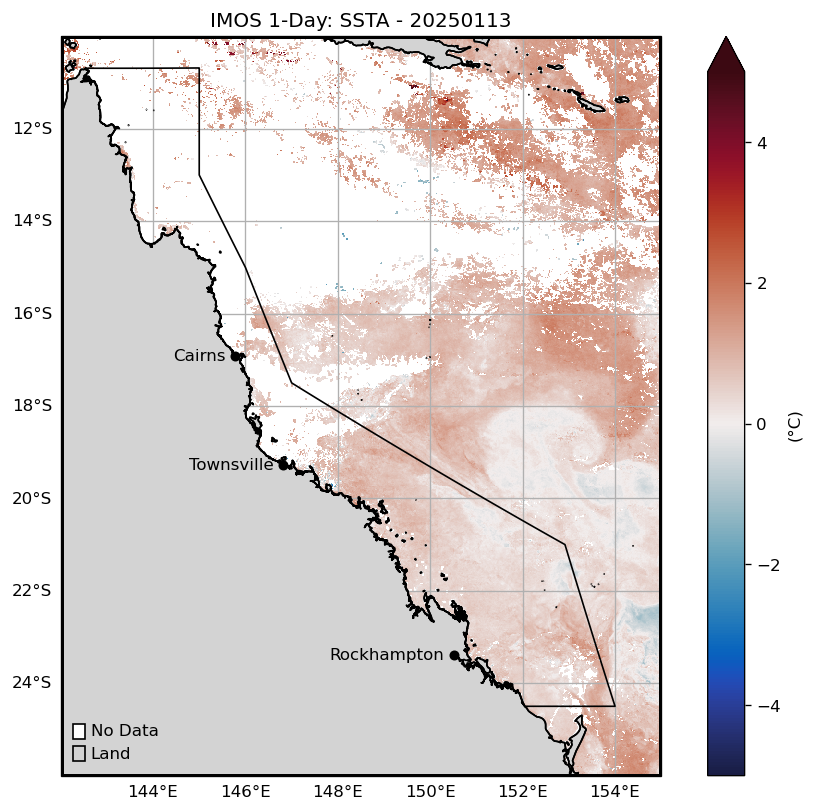 IMOS 1-Day: SSTA - 20250113
12°S
14°S
16°S
18°S
20°S
22°S
24°S
Cairns
Townsville
Rockhampton
No Data
Land
144°E 146°E 148°E 150°E 152°E 154°E
4
2
0
−2
−4
(°C)